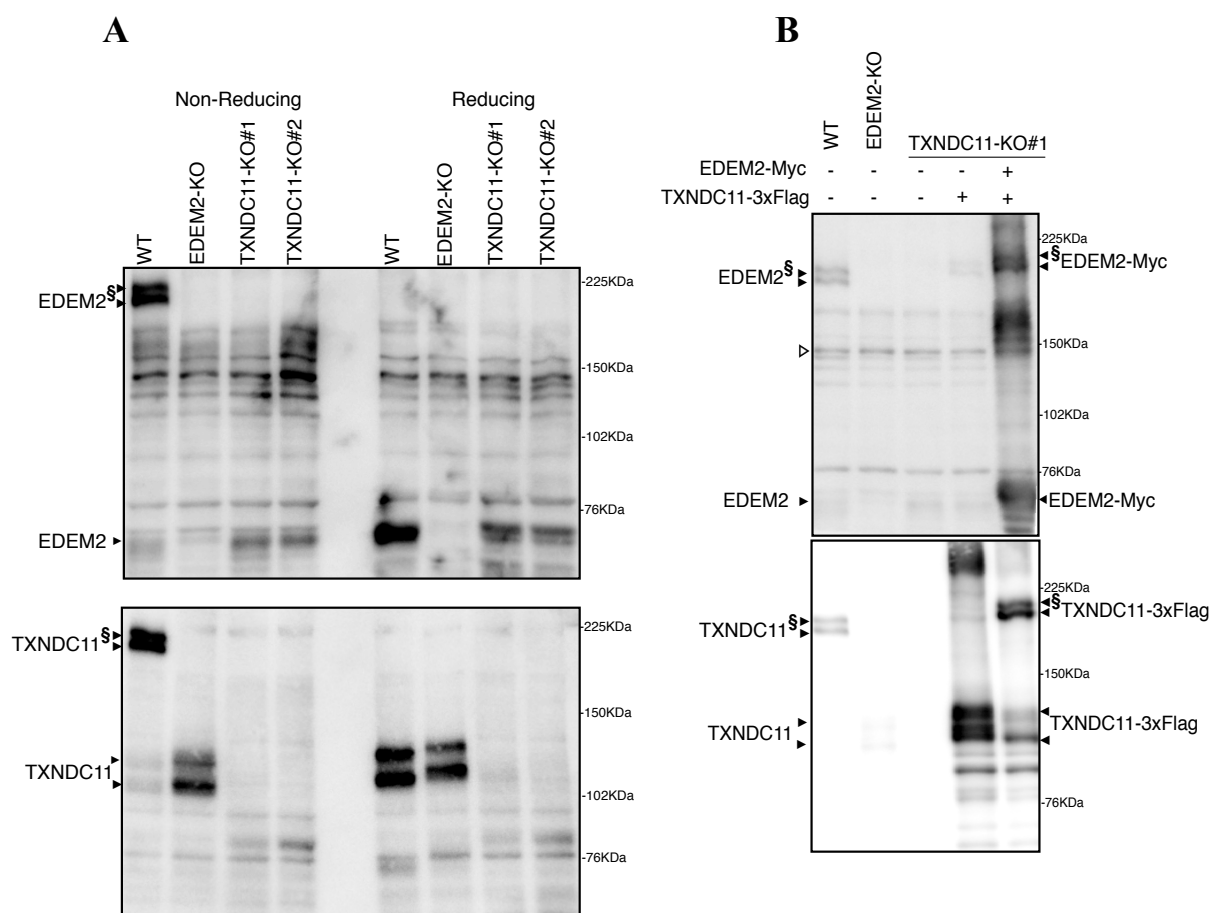 A
Non-Reducing
Reducing
WT
EDEM2-KO
TXNDC11-KO#1
TXNDC11-KO#2
WT
EDEM2-KO
TXNDC11-KO#1
TXNDC11-KO#2
EDEM2§
EDEM2
-225KDa
-150KDa
-102KDa
-76KDa
TXNDC11§
TXNDC11
-225KDa
-150KDa
-102KDa
-76KDa
B
WT
EDEM2-KO
TXNDC11-KO#1
EDEM2-Myc - - - - +
TXNDC11-3xFlag - - - + +
EDEM2§
EDEM2
-225KDa
§EDEM2-Myc
-150KDa
-102KDa
-76KDa
EDEM2-Myc
TXNDC11§
TXNDC11
-225KDa
§TXNDC11-3xFlag
-150KDa
TXNDC11-3xFlag
-76KDa